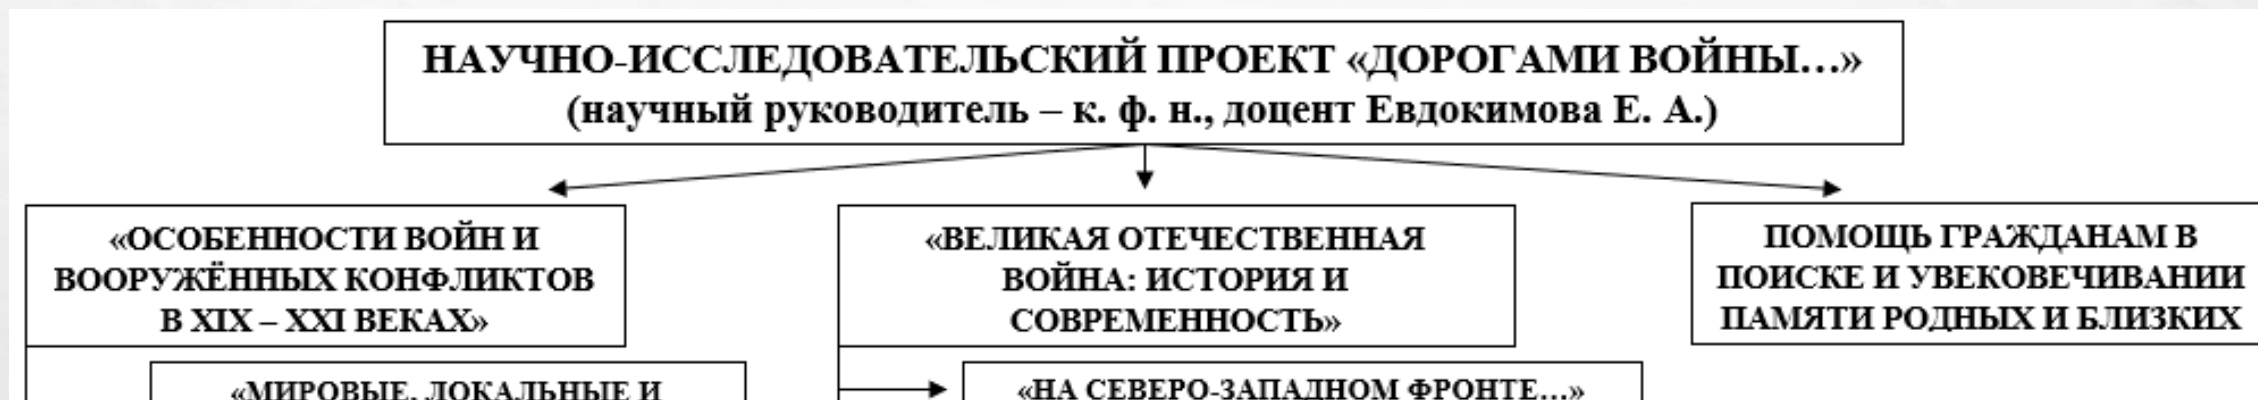 НАУЧНО-ИССЛЕДОВАТЕЛЬСКИЙ ПРОЕКТ «ДОРОГАМИ ВОЙНЫ…»
(научный руководитель – к. ф. н., доцент Евдокимова Е. А.)
«ОСОБЕННОСТИ ВОЙН И
ВООРУЖЁННЫХ КОНФЛИКТОВ
В XIX – XXI ВЕКАХ»
«ВЕЛИКАЯ ОТЕЧЕСТВЕННАЯ
ВОЙНА: ИСТОРИЯ И
СОВРЕМЕННОСТЬ»
ПОМОЩЬ ГРАЖДАНАМ В
ПОИСКЕ И УВЕКОВЕЧИВАНИИ
ПАМЯТИ РОДНЫХ И БЛИЗКИХ
«МИРОВЫЕ, ЛОКАЛЬНЫЕ И
«НА СЕВЕРО-ЗАПАДНОМ ФРОНТЕ…»